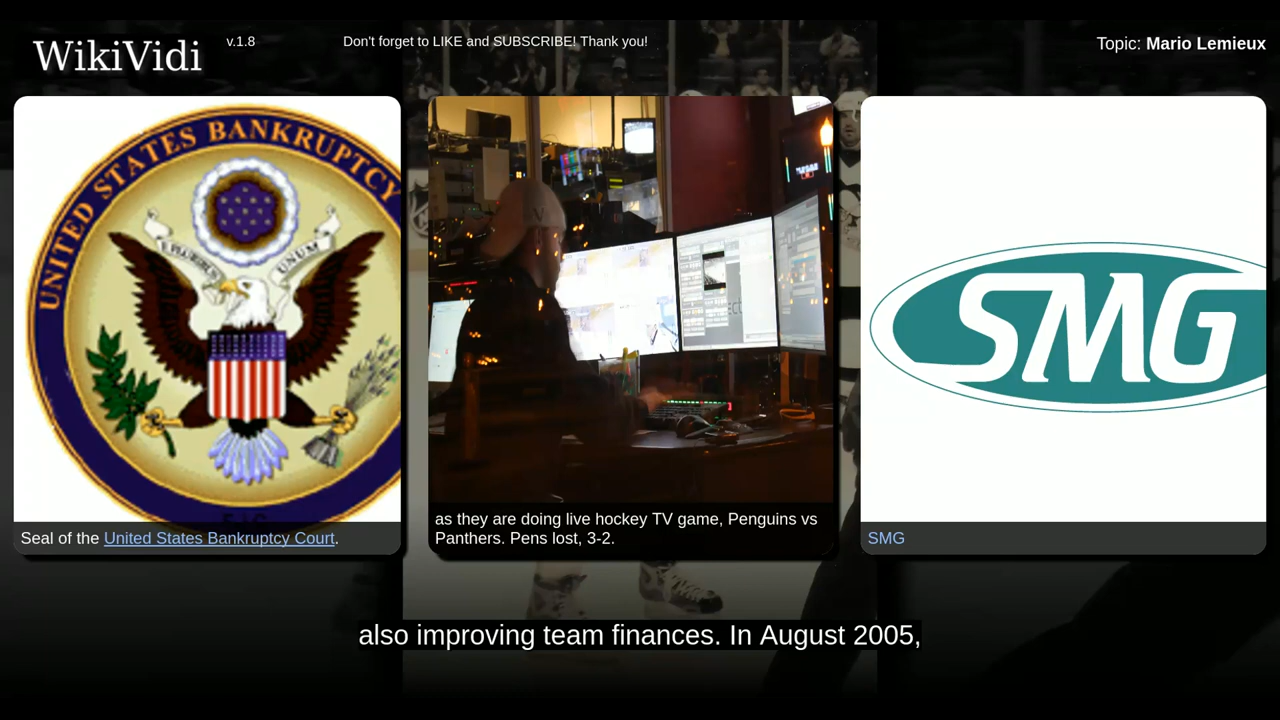 WikiVidi
v.1.8
Don't forget to LIKE and SUBSCRIBE! Thank you!
Topic: Mario Lemieux
UNITED STATES BANKRUPTCY
E PLURIBUS UNUM
SMG
Seal of the United States Bankruptcy Court.
as they are doing live hockey TV game, Penguins vs
Panthers. Pens lost, 3-2.
SMG
also improving team finances. In August 2005,